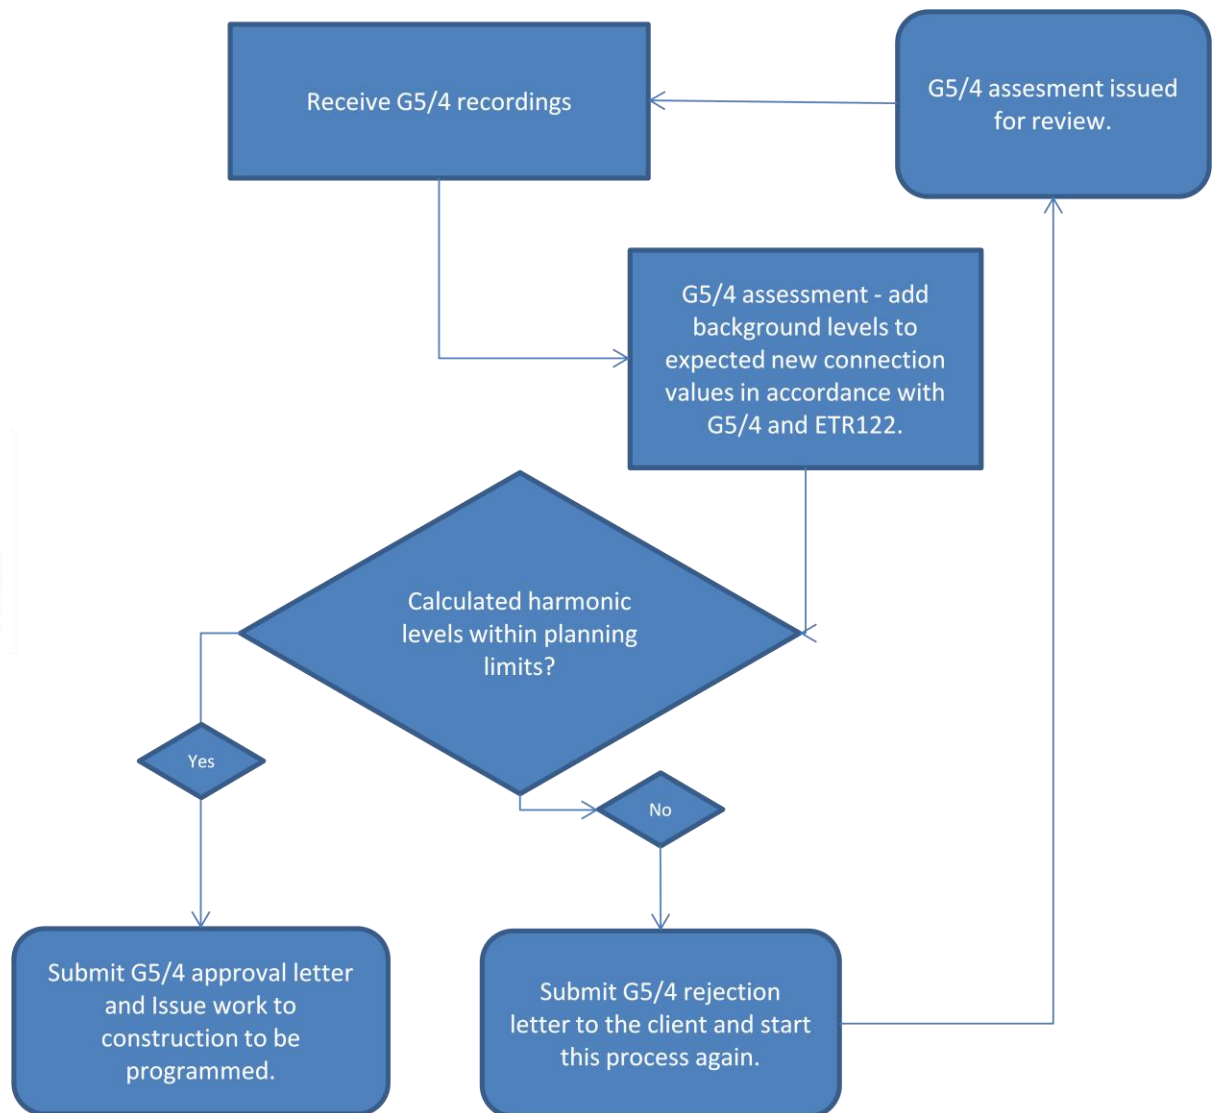 Receive G5/4 recordings
G5/4 assesment issued
for review.
G5/4 assessment - add
background levels to
expected new connection
values in accordance with
G5/4 and ETR122.
Calculated harmonic
levels within planning
limits?
Yes
No
Submit G5/4 approval letter
and Issue work to
construction to be
programmed.
Submit G5/4 rejection
letter to the client and start
this process again.